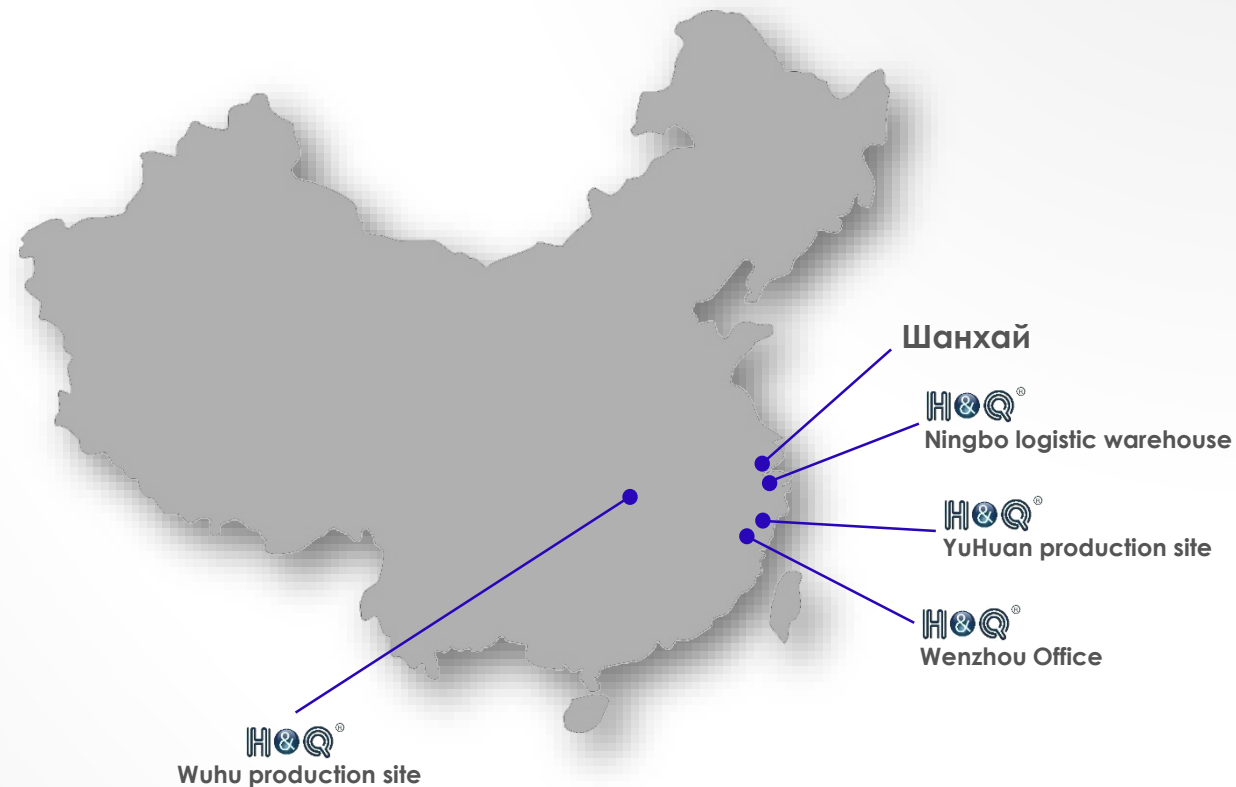 Шанхай
H&Q®
Ningbo logistic warehouse
H&Q®
YuHuan production site
H&Q®
Wenzhou Office
H&Q®
Wuhu production site